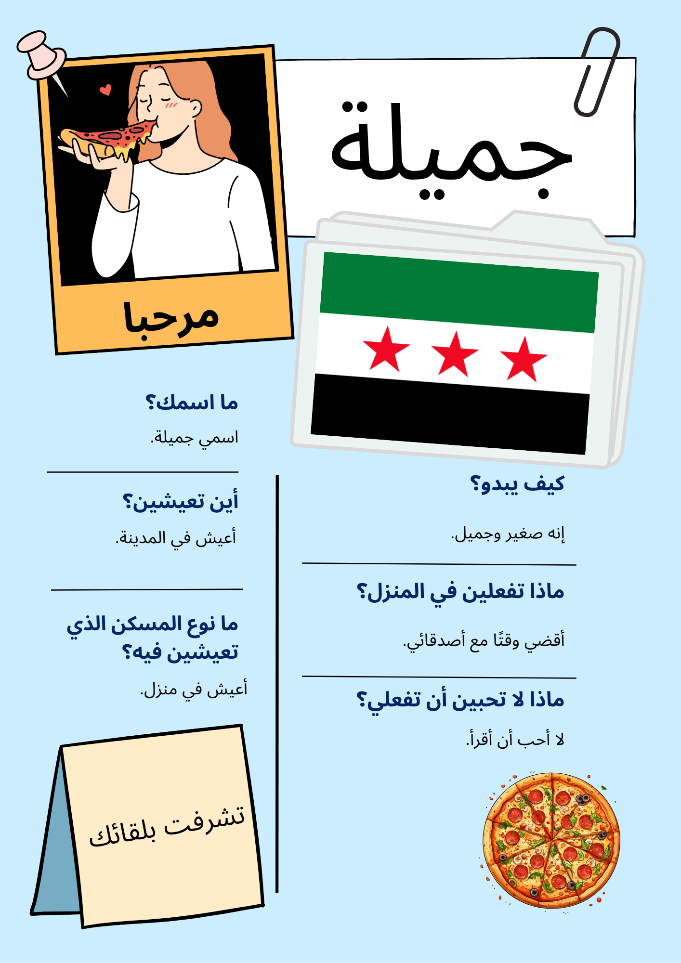 جميلة
مرحبا
ما اسمك؟
اسمي جميلة.
أين تعيشين؟
أعيش في المدينة.
ما نوع المسكن الذي
تعيشين فيه؟
أعيش في منزل.
كيف يبدو؟
إنه صغير وجميل.
ماذا تفعلين في المنزل؟
أقضي وقتًا مع أصدقائي.
ماذا لا تحبين أن تفعلي؟
لا أحب أن أقرأ.
تشرفت بلقائك